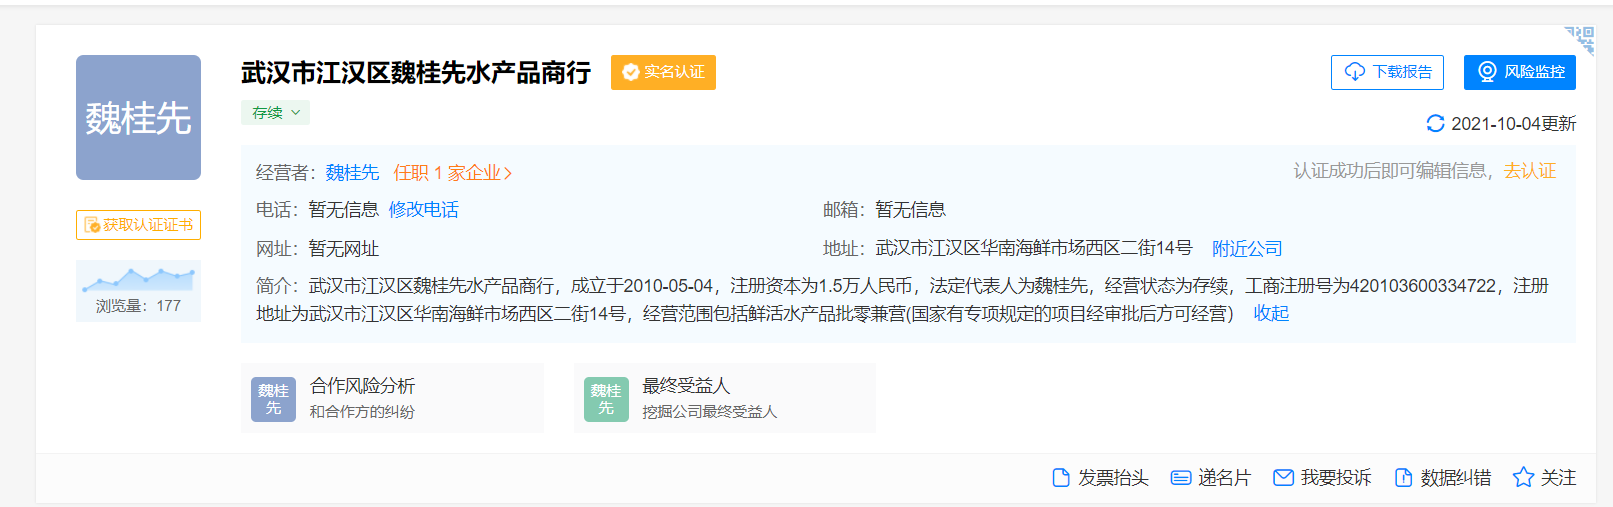 魏桂先
武汉市江汉区魏桂先水产品商行
实名认证
下载报告
风险监控
存续
2021-10-04更新
经营者：魏桂先 任职 1 家企业>
认证成功后即可编辑信息，去认证
电话：暂无信息 修改电话
邮箱：暂无信息
获取认证证书
网址：暂无网址
地址：武汉市江汉区华南海鲜市场西区二街14号 附近公司
浏览量：177
简介：武汉市江汉区魏桂先水产品商行，成立于2010-05-04，注册资本为1.5万人民币，法定代表人为魏桂先，经营状态为存续，工商注册号为420103600334722，注册
地址为武汉市江汉区华南海鲜市场西区二街14号，经营范围包括鲜活水产品批零兼营(国家有专项规定的项目经审批后方可经营) 收起
魏桂
先
合作风险分析
和合作方的纠纷
魏桂
先
最终受益人
挖掘公司最终受益人
发票抬头
递名片
我要投诉
数据纠错
关注